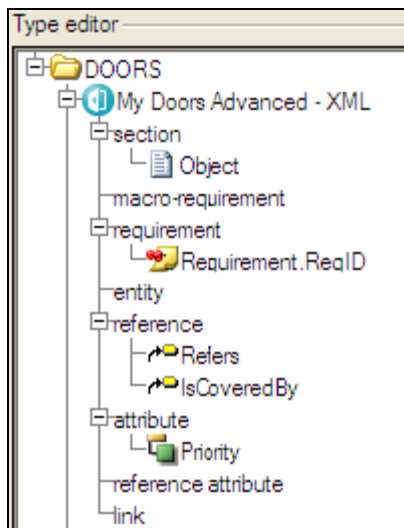 Type editor
DOORS
My Doors Advanced - XML
section
Object
macro-requirement
requirement
Requirement.ReqID
entity
reference
Refers
IsCoveredBy
attribute
Priority
reference attribute
link